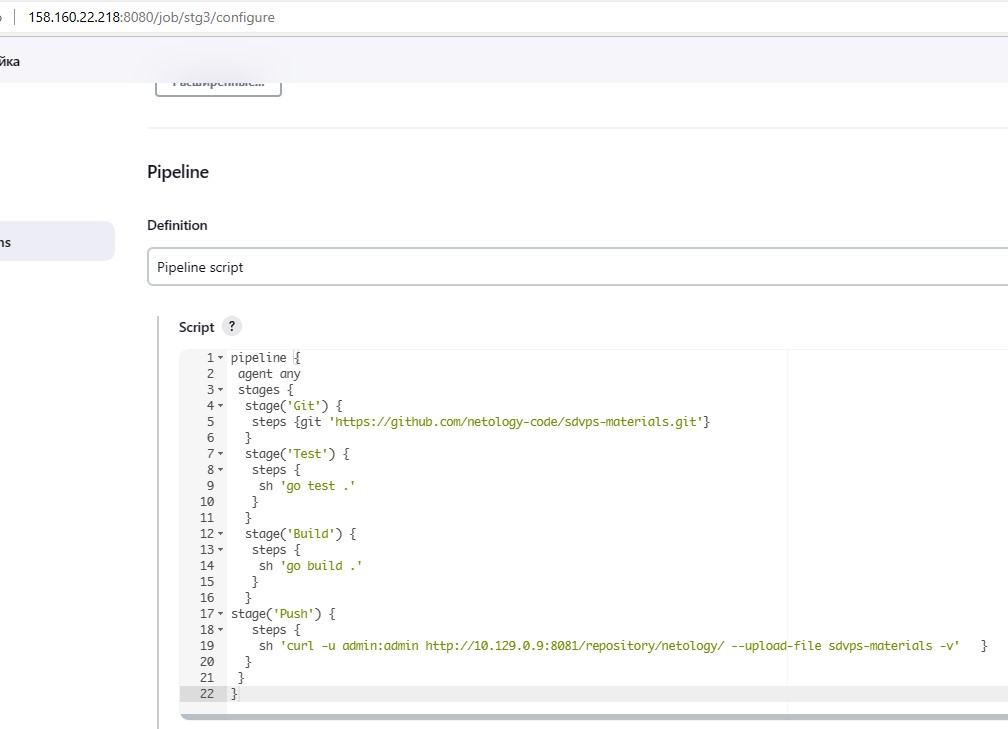 158.160.22.218:8080/job/stg3/configure
йка
Расширенные...
Pipeline
Definition
ns
Pipeline script
Script ?
1 pipeline {
2 agent any
3 stages {
4 stage('Git') {
5 steps {git 'https://github.com/netology-code/sdvps-materials.git'}
6 }
7 stage('Test') {
8 steps {
9 sh 'go test .'
10 }
11 }
12 stage('Build') {
13 steps {
14 sh 'go build .'
15 }
16 }
17 stage('Push') {
18 steps {
19 sh 'curl -u admin:admin http://10.129.0.9:8081/repository/netology/ --upload-file sdvps-materials -v' }
20 }
21 }
22 }